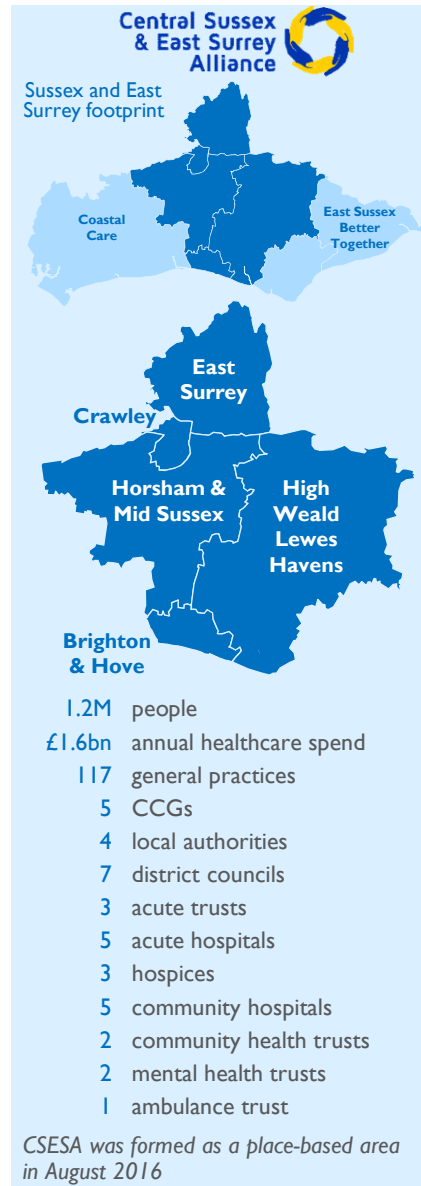 Central Sussex
& East Surrey
Alliance
Sussex and East
Surrey footprint
Coastal
Care
East Sussex
Better
Together
East
Surrey
Crawley
Horsham &
Mid Sussex
High
Weald
Lewes
Havens
Brighton
& Hove
1.2M people
£1.6bn annual healthcare spend
117 general practices
5 CCGs
4 local authorities
7 district councils
3 acute trusts
5 acute hospitals
3 hospices
5 community hospitals
2 community health trusts
2 mental health trusts
1 ambulance trust
CSESA was formed as a place-based area
in August 2016